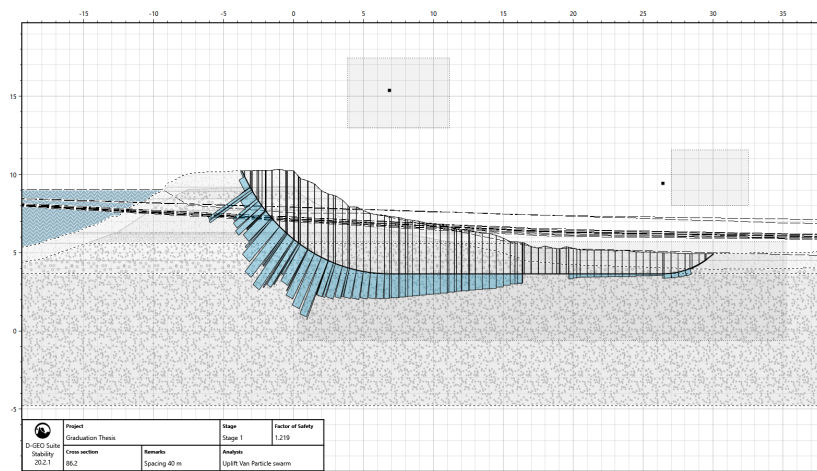 -15 -10 -5 0 5 10 15 20 25 30 35
15
10
5
0
-5
D-GEO Suite
Stability
20.2.1
Project
Graduation Thesis
Stage
Stage 1
Factor of Safety
1.219
Cross section
86.2
Remarks
Spacing 40 m
Analysis
Uplift Van Particle swarm